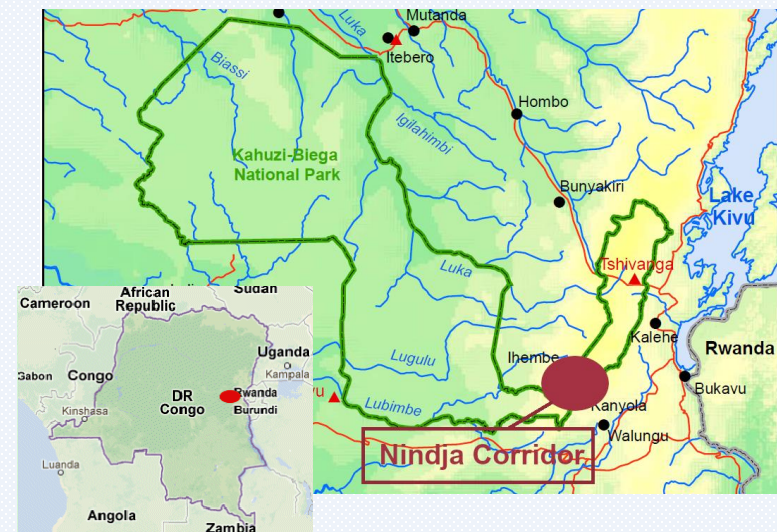 Mutanda
Luka
Itebero
Biassi
Hombo
Igilahimbi
Kahuzi-Biega
National Park
Bunyakiri
Lake
Kivu
Tshivanga
Luka
Kalehe
Rwanda
Ihembe
Lugulu
Bukavu
Lubimbe
Kanyola
Walungu
Nindja Corridor
African
Republic
Sudan
Cameroon
Uganda
Kampala
Gabon
Congo
DR
Congo
Rwanda
Burundi
Kinshasa
Luanda
Angola
Zambia